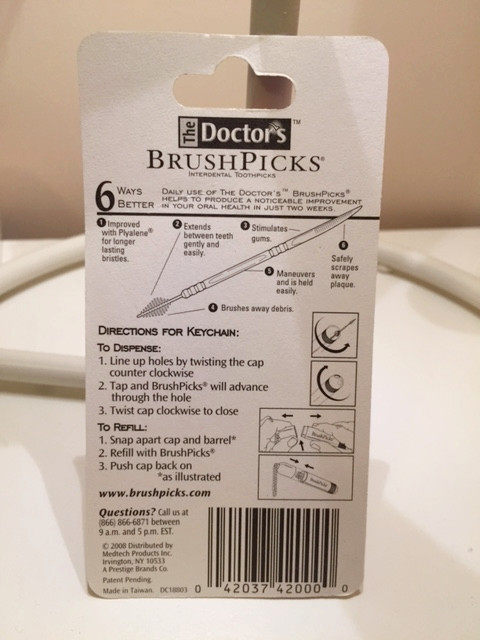 The Doctor's™
BRUSHPICKS®
INTERDENTAL TOOTHPICKS
6 WAYS BETTER
DAILY USE OF THE DOCTOR'S™ BRUSHPICKS®
HELPS TO PRODUCE A NOTICEABLE IMPROVEMENT
IN YOUR ORAL HEALTH IN JUST TWO WEEKS.
1 Improved
with Plyalene®
for longer
lasting
bristles.
2 Extends
between teeth
gently and
easily.
3 Stimulates
gums.
6
Safely
scrapes
away
plaque.
5 Maneuvers
and is held
easily.
4 Brushes away debris.
DIRECTIONS FOR KEYCHAIN:
TO DISPENSE:
1. Line up holes by twisting the cap
counter clockwise
2. Tap and BrushPicks® will advance
through the hole
3. Twist cap clockwise to close
TO REFILL:
1. Snap apart cap and barrel*
2. Refill with BrushPicks®
3. Push cap back on
*as illustrated
www.brushpicks.com
Questions? Call us at
(866) 866-6871 between
9 a.m. and 5 p.m. EST.
© 2008 Distributed by
Medtech Products Inc.
Irvington, NY 10533
A Prestige Brands Co.
Patent Pending.
Made in Taiwan. DC18803
0 42037 42000 0